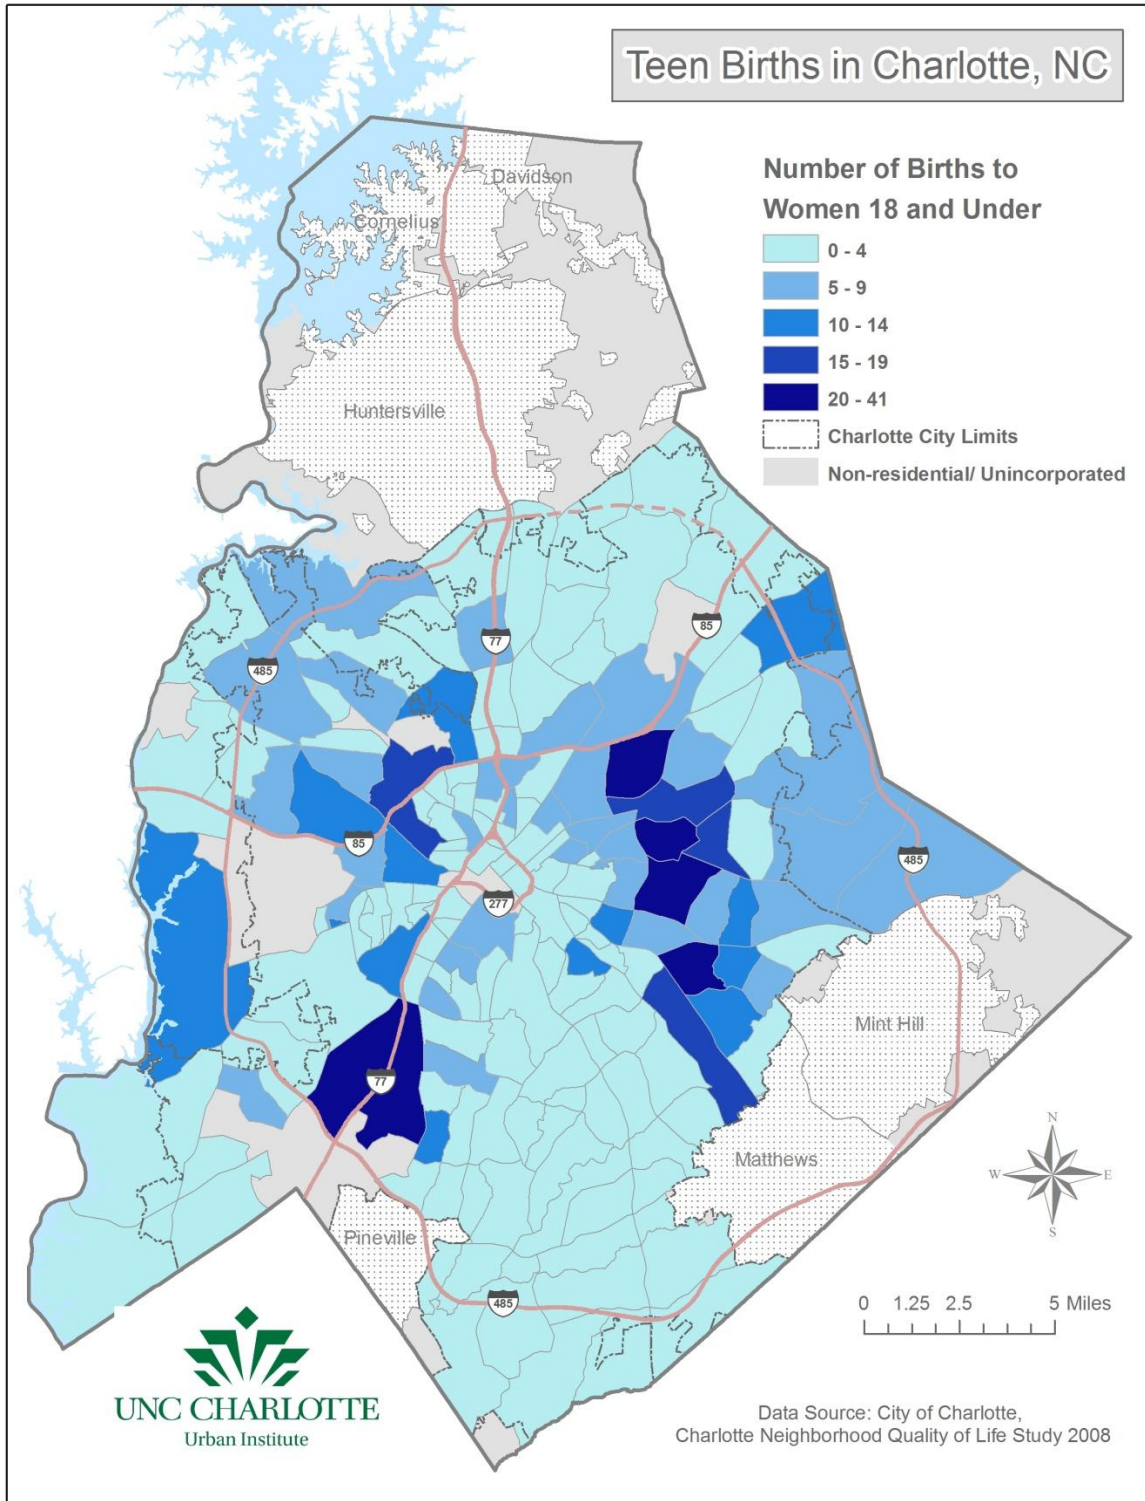 Teen Births in Charlotte, NC
Number of Births to
Women 18 and Under
0 - 4
5 - 9
10 - 14
15 - 19
20 - 41
Charlotte City Limits
Non-residential/ Unincorporated
Davidson
Cornelius
Huntersville
77
85
485
85
485
277
Mint Hill
77
Matthews
Pineville
485
N
W E
S
0 1.25 2.5 5 Miles
UNC CHARLOTTE
Urban Institute
Data Source: City of Charlotte,
Charlotte Neighborhood Quality of Life Study 2008